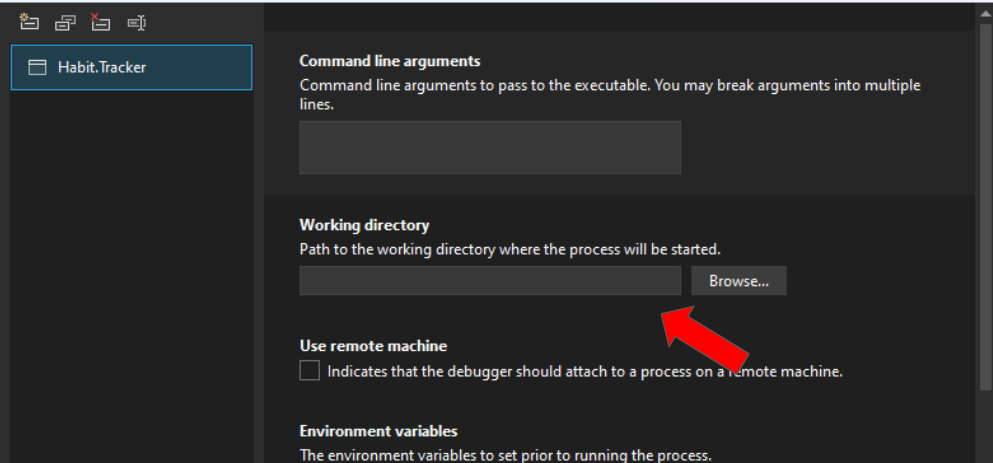 Habit.Tracker
Command line arguments
Command line arguments to pass to the executable. You may break arguments into multiple
lines.
Working directory
Path to the working directory where the process will be started.
Browse...
Use remote machine
Indicates that the debugger should attach to a process on a remote machine.
Environment variables
The environment variables to set prior to running the process.